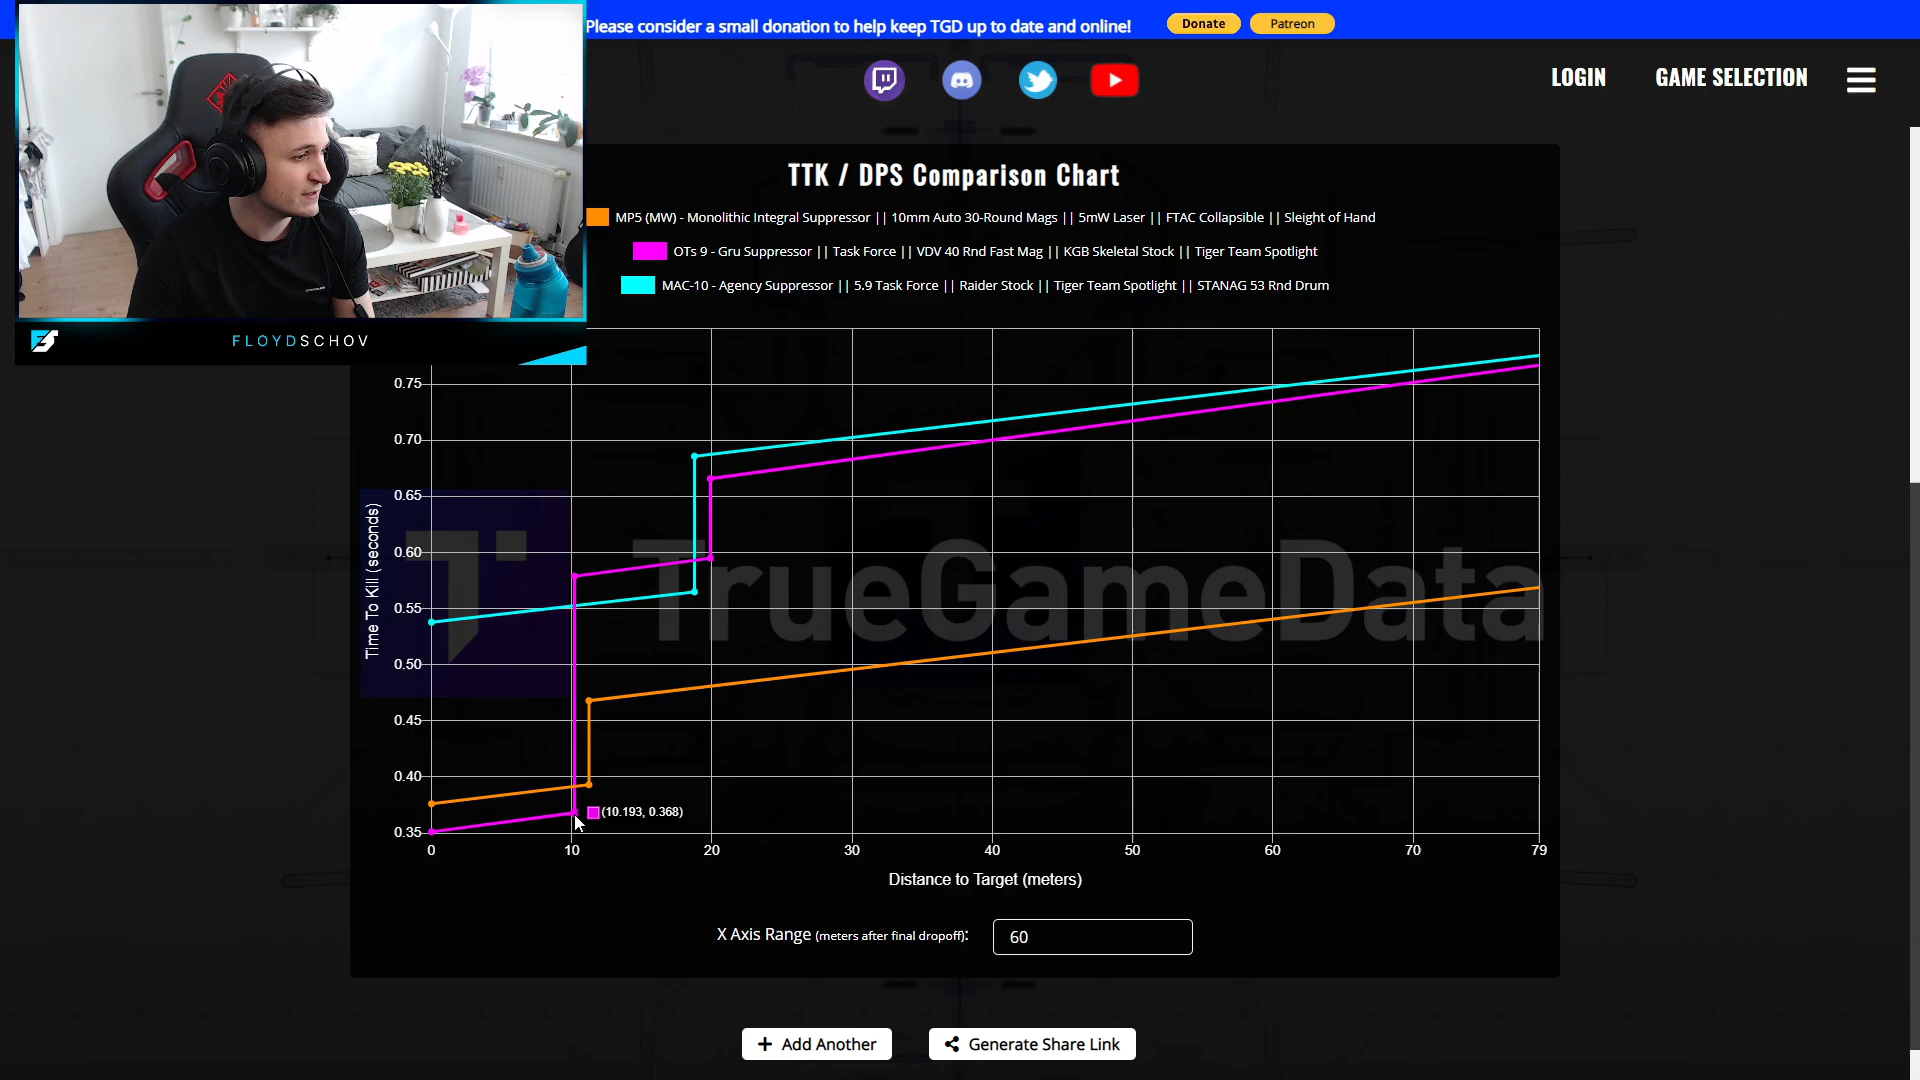 Please consider a small donation to help keep TGD up to date and online!
Donate
Patreon
LOGIN
GAME SELECTION
TTK / DPS Comparison Chart
MP5 (MW) - Monolithic Integral Suppressor || 10mm Auto 30-Round Mags || 5mW Laser || FTAC Collapsible || Sleight of Hand
OTs 9 - Gru Suppressor || Task Force || VDV 40 Rnd Fast Mag || KGB Skeletal Stock || Tiger Team Spotlight
MAC-10 - Agency Suppressor || 5.9 Task Force || Raider Stock || Tiger Team Spotlight || STANAG 53 Rnd Drum
FLOYDSCHOV
0.75
0.70
0.65
0.60
0.55
0.50
0.45
0.40
0.35
Time To Kill (seconds)
TrueGameData
(10.193, 0.368)
0 10 20 30 40 50 60 70 79
Distance to Target (meters)
X Axis Range (meters after final dropoff): 60
+ Add Another
Generate Share Link